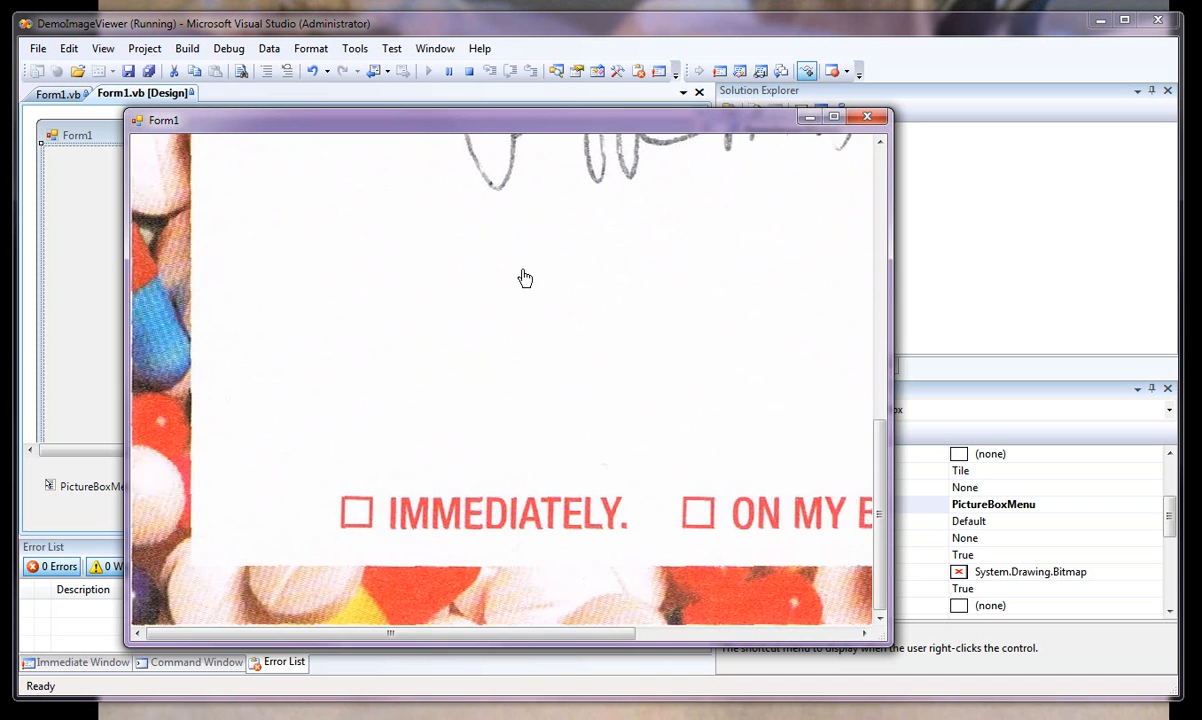 DemoImageViewer (Running) - Microsoft Visual Studio (Administrator)
File Edit View Project Build Debug Data Format Tools Test Window Help
Form1.vb Form1.vb [Design]
Solution Explorer
Form1
Form1
PictureBoxMe
IMMEDIATELY. ON MY
(none)
Tile
None
PictureBoxMenu
Default
None
True
System.Drawing.Bitmap
True
(none)
Error List
0 Errors 0 W
Description
The shortcut menu to display when the user right-clicks the control.
Immediate Window Command Window Error List
Ready